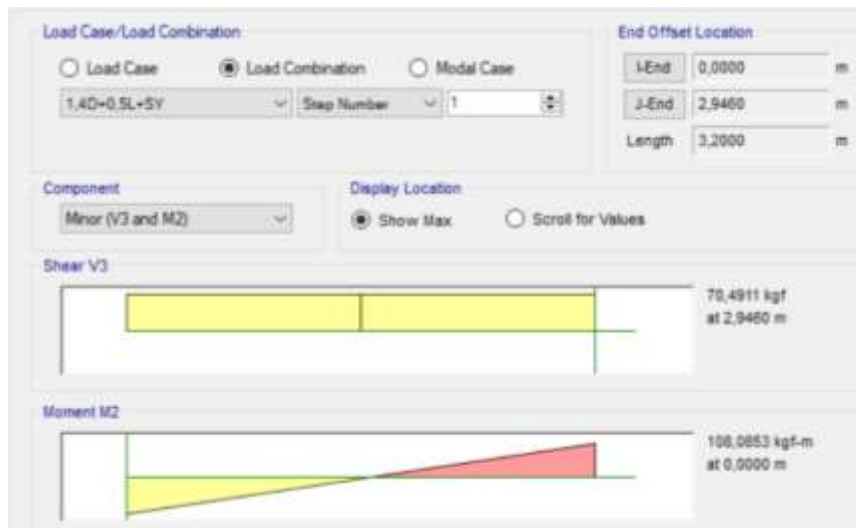 Load Case/Load Combination
Load Case
Load Combination
Modal Case
1,4D+0,5L+SY
Step Number
1
End Offset Location
I-End
0,0000
m
J-End
2,9460
m
Length
3,2000
m
Component
Minor (V3 and M2)
Display Location
Show Max
Scroll for Values
Shear V3
70,4911 kgf
at 2,9460 m
Moment M2
108,0853 kgf-m
at 0,0000 m